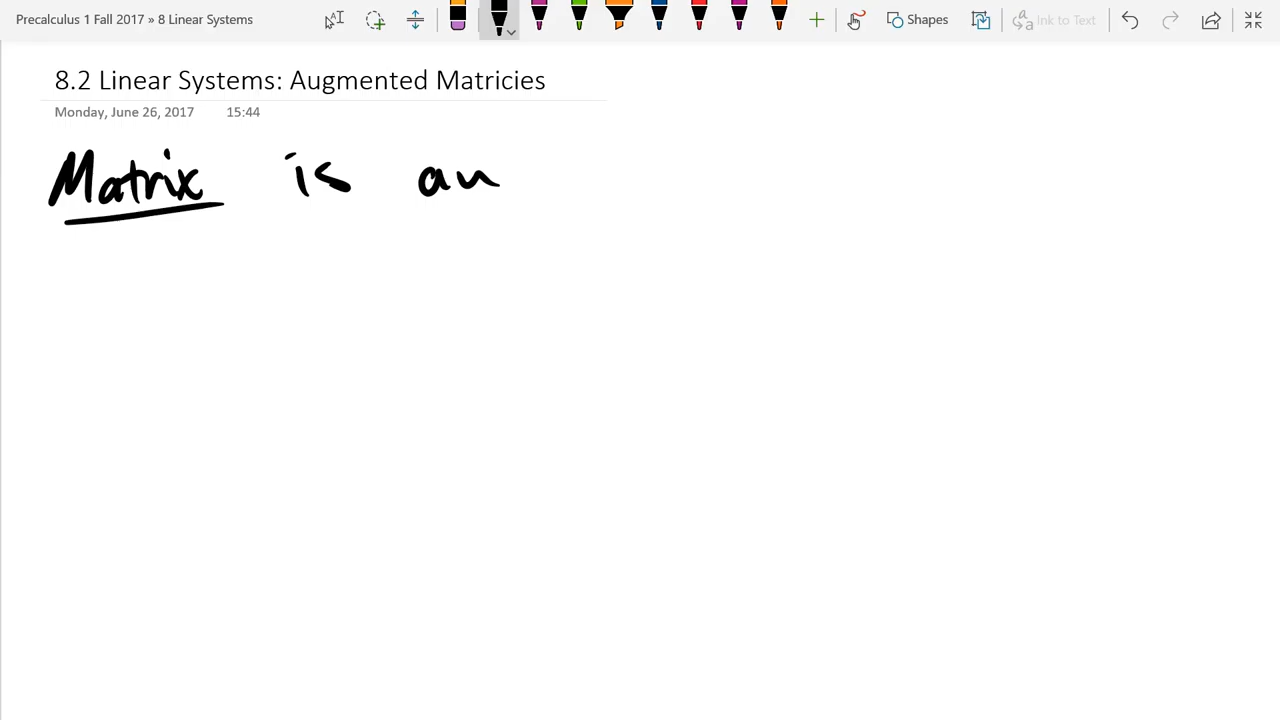 Precalculus 1 Fall 2017 » 8 Linear Systems
Shapes
Ink to Text
8.2 Linear Systems: Augmented Matricies
Monday, June 26, 2017 15:44
Matrix is an